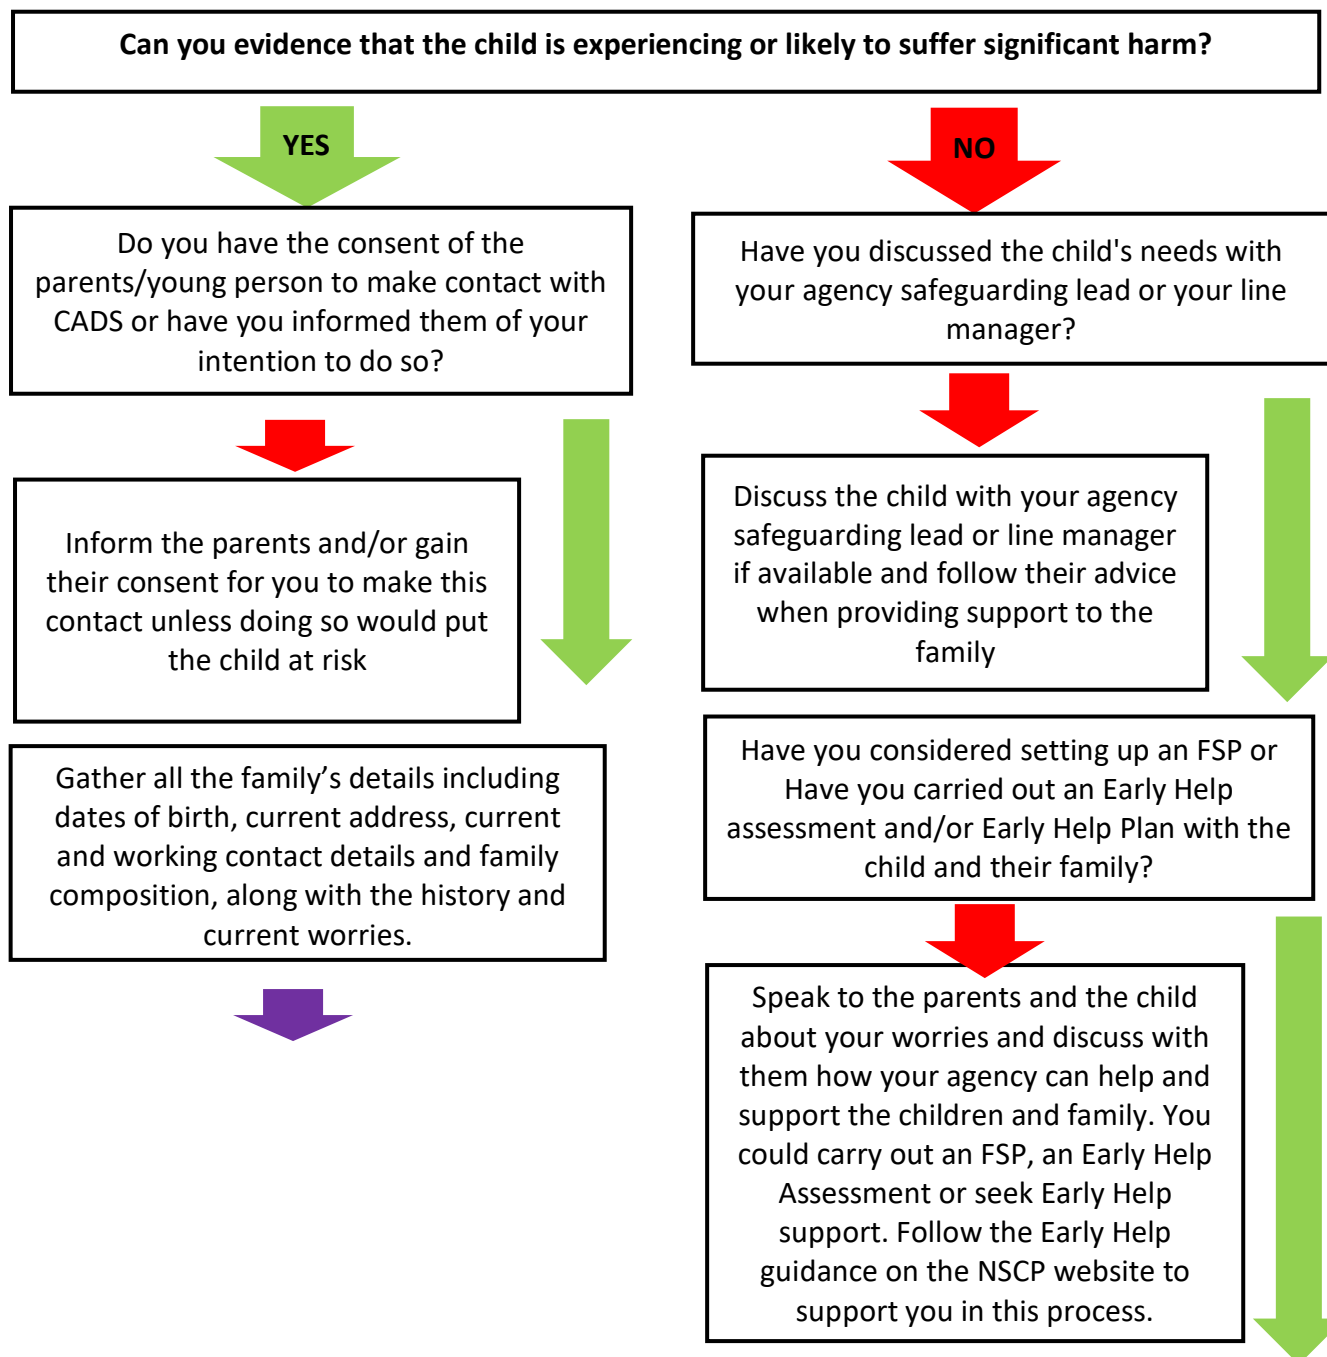 Can you evidence that the child is experiencing or likely to suffer significant harm?
YES
NO
Do you have the consent of the
parents/young person to make contact with
CADS or have you informed them of your
intention to do so?
Have you discussed the child's needs with
your agency safeguarding lead or your line
manager?
Inform the parents and/or gain
their consent for you to make this
contact unless doing so would put
the child at risk
Discuss the child with your agency
safeguarding lead or line manager
if available and follow their advice
when providing support to the
family
Gather all the family’s details including
dates of birth, current address, current
and working contact details and family
composition, along with the history and
current worries.
Have you considered setting up an FSP or
Have you carried out an Early Help
assessment and/or Early Help Plan with the
child and their family?
Speak to the parents and the child
about your worries and discuss with
them how your agency can help and
support the children and family. You
could carry out an FSP, an Early Help
Assessment or seek Early Help
support. Follow the Early Help
guidance on the NSCP website to
support you in this process.